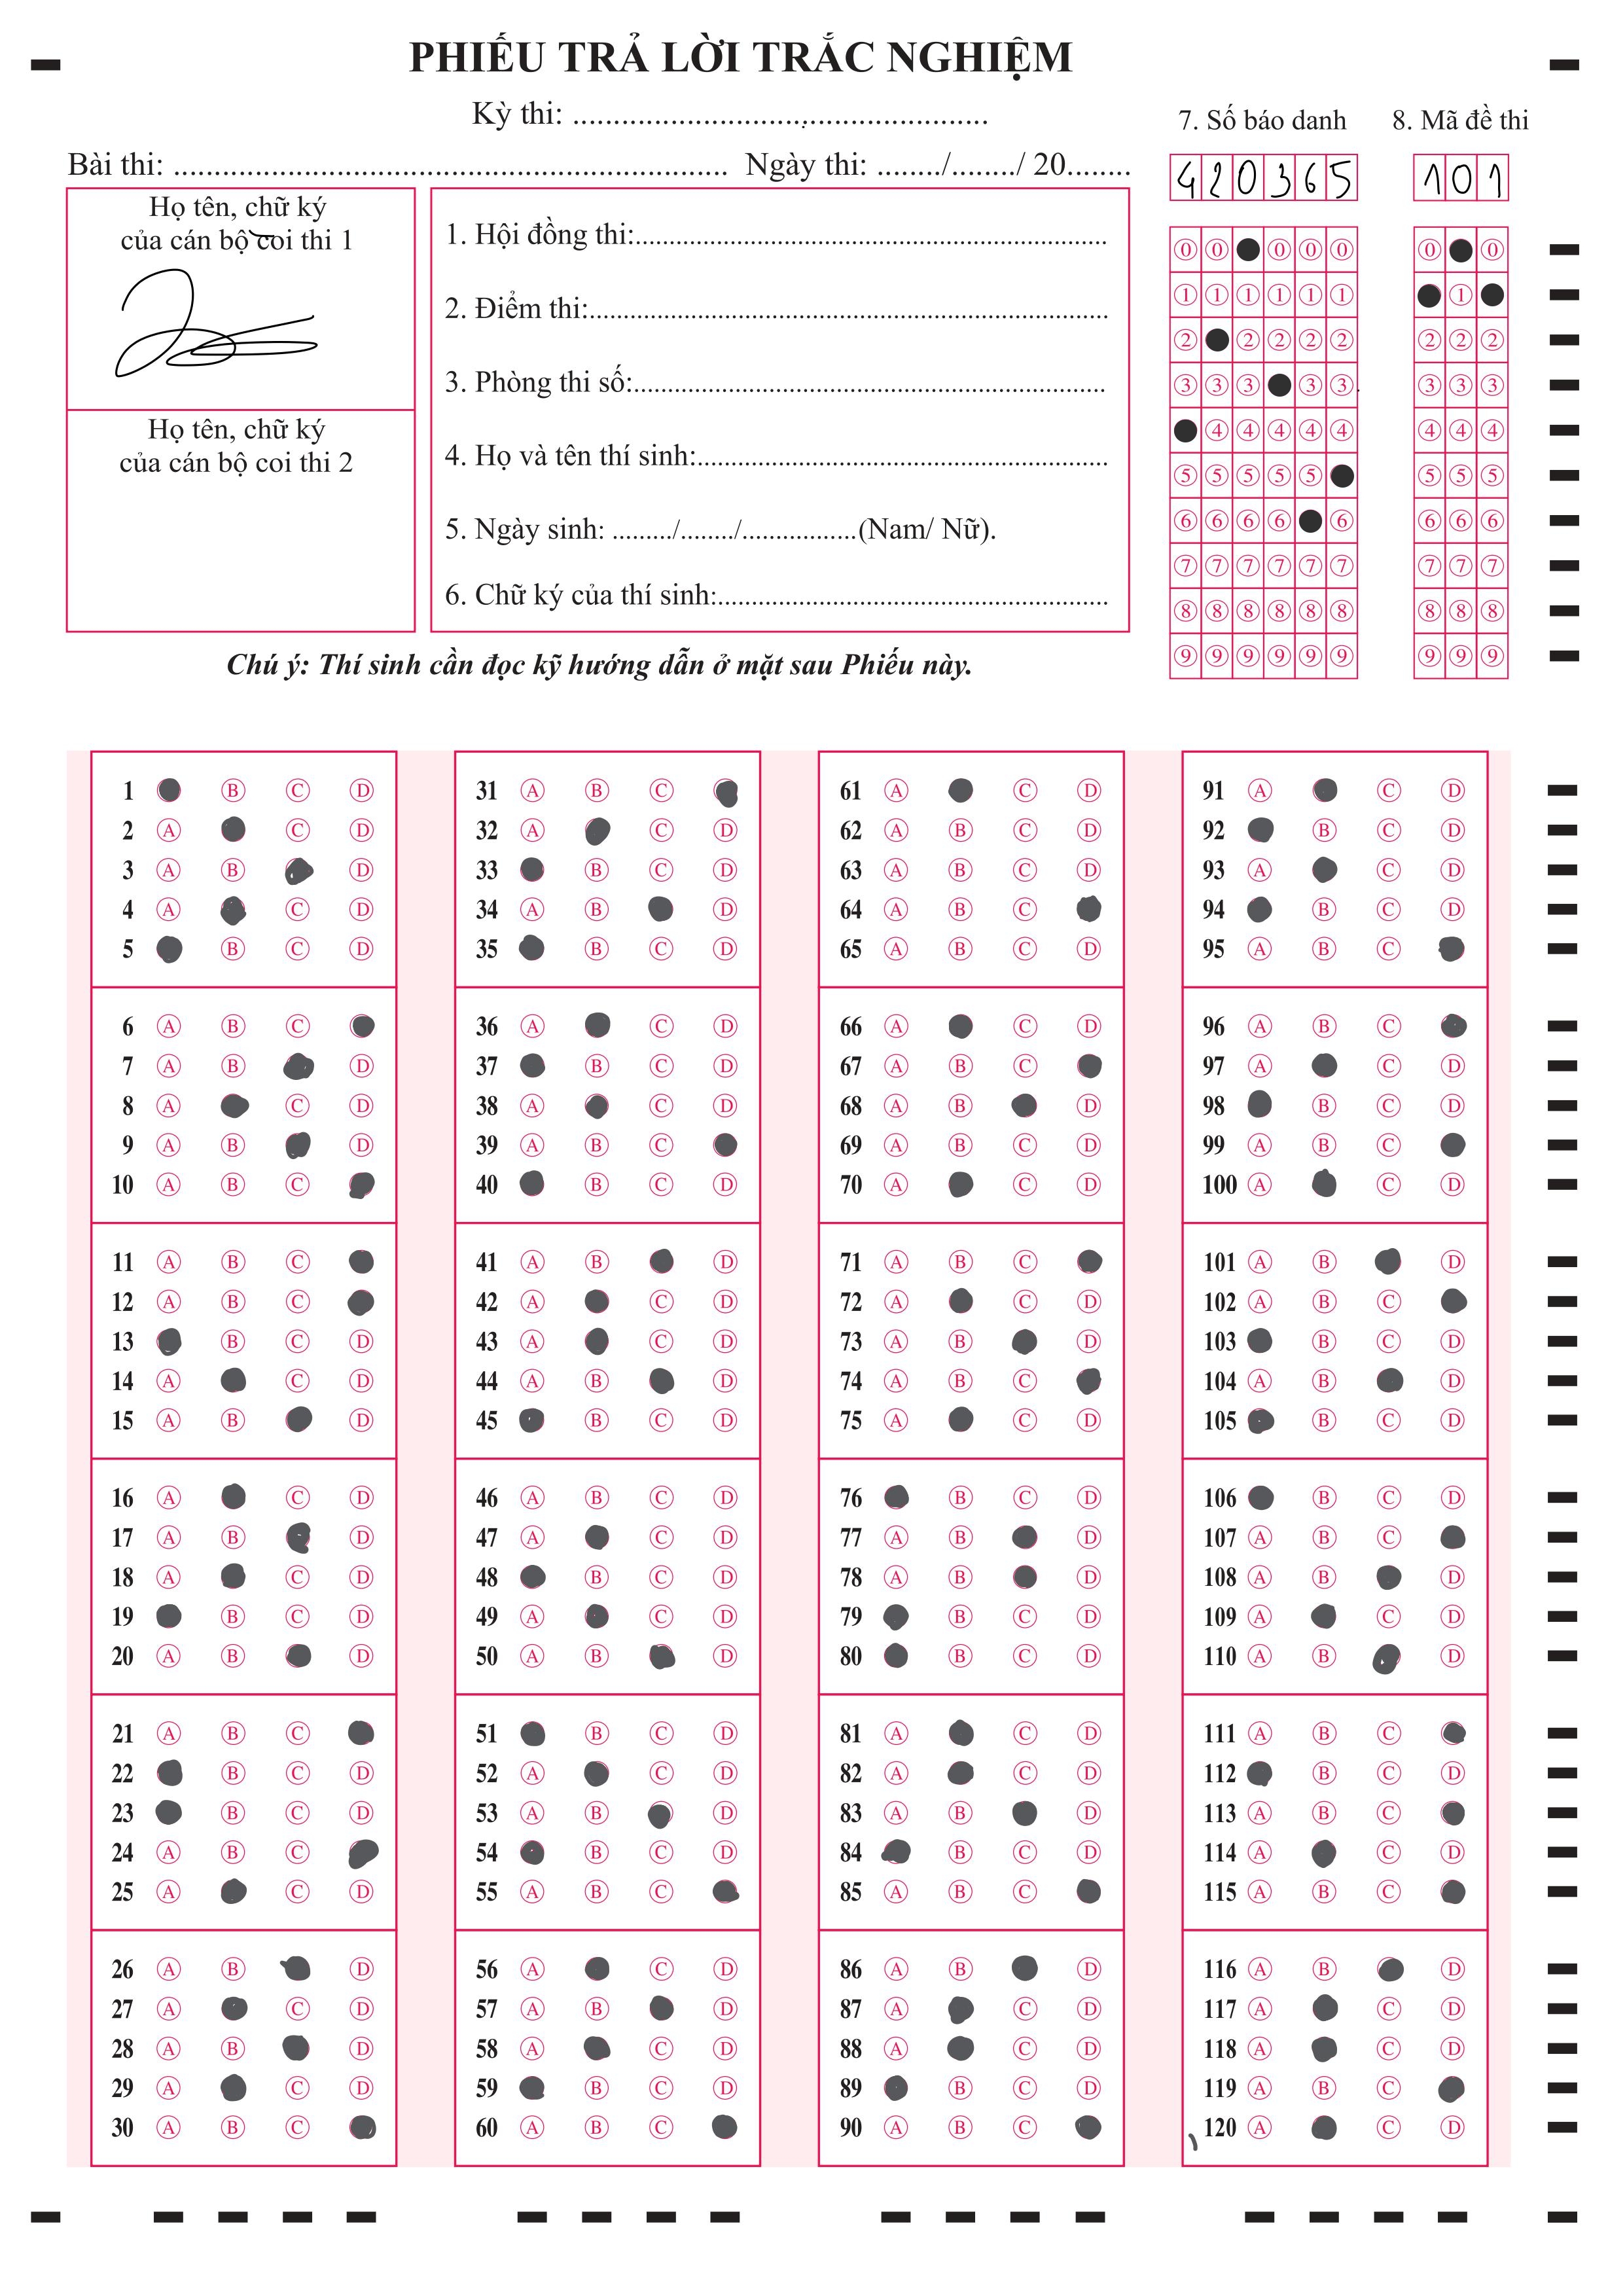 PHIẾU TRẢ LỜI TRẮC NGHIỆM
Kỳ thi: ...................................................
Bài thi: .................................................................... Ngày thi: ......../......../ 20........
Họ tên, chữ ký
của cán bộ coi thi 1
Họ tên, chữ ký
của cán bộ coi thi 2
1. Hội đồng thi:......................................................................
2. Điểm thi:.............................................................................
3. Phòng thi số:......................................................................
4. Họ và tên thí sinh:.............................................................
5. Ngày sinh: ........./......../.................(Nam/ Nữ).
6. Chữ ký của thí sinh:..........................................................
Chú ý: Thí sinh cần đọc kỹ hướng dẫn ở mặt sau Phiếu này.
7. Số báo danh
4 2 0 3 6 5
0 0 0 0 0
1 1 1 1 1 1
2 2 2 2 2
3 3 3 3 3
4 4 4 4 4
5 5 5 5 5
6 6 6 6 6
7 7 7 7 7 7
8 8 8 8 8 8
9 9 9 9 9 9
8. Mã đề thi
1 0 1
0 0
1
2 2 2
3 3 3
4 4 4
5 5 5
6 6 6
7 7 7
8 8 8
9 9 9
1 B C D
2 A C D
3 A B D
4 A C D
5 B C D
6 A B C
7 A B D
8 A C D
9 A B D
10 A B C
11 A B C
12 A B C
13 B C D
14 A C D
15 A B D
16 A C D
17 A B D
18 A C D
19 B C D
20 A B D
21 A B C
22 B C D
23 B C D
24 A B C
25 A C D
26 A B D
27 A C D
28 A B D
29 A C D
30 A B C
31 A B C
32 A C D
33 B C D
34 A B D
35 B C D
36 A C D
37 B C D
38 A C D
39 A B C
40 B C D
41 A B D
42 A C D
43 A C D
44 A B D
45 B C D
46 A B C D
47 A C D
48 B C D
49 A C D
50 A B D
51 B C D
52 A C D
53 A B D
54 B C D
55 A B C
56 A C D
57 A B D
58 A C D
59 B C D
60 A B C
61 A C D
62 A B C D
63 A B C D
64 A B C
65 A B C D
66 A C D
67 A B C
68 A B D
69 A B C D
70 A C D
71 A B C
72 A C D
73 A B D
74 A B C
75 A C D
76 B C D
77 A B D
78 A B D
79 B C D
80 B C D
81 A C D
82 A C D
83 A B D
84 B C D
85 A B C
86 A B D
87 A C D
88 A C D
89 B C D
90 A B C
91 A C D
92 B C D
93 A C D
94 B C D
95 A B C
96 A B C
97 A C D
98 B C D
99 A B C
100 A C D
101 A B D
102 A B C
103 B C D
104 A B D
105 B C D
106 B C D
107 A B C
108 A B D
109 A C D
110 A B D
111 A B C
112 B C D
113 A B C
114 A C D
115 A B C
116 A B D
117 A C D
118 A C D
119 A B C
120 A C D